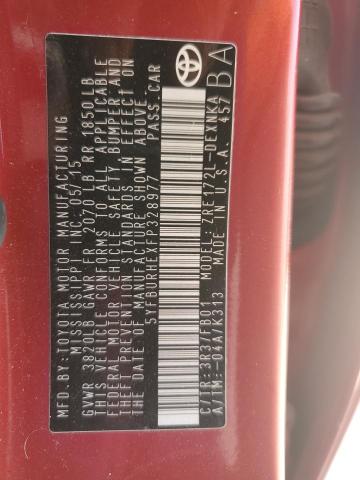 MFD.BY:TOYOTA MOTOR MANUFACTURING
MISSISSIPPI, INC. 05/15
GVWR 3820LB GAWR FR 2070 LB RR 1850LB
THIS VEHICLE CONFORMS TO ALL APPLICABLE
FEDERAL MOTOR VEHICLE SAFETY, BUMPER AND
THEFT PREVENTION STANDARDS IN EFFECT ON
THE DATE OF MANUFACTURE SHOWN ABOVE.
5YFBURHEXFP328977 PASS.CAR
C/TR:3R3/FB01 MODEL:ZRE172L-DEXNKA
A/TM:-04A/K313 MADE IN U.S.A. 457
BA
TOYOTA